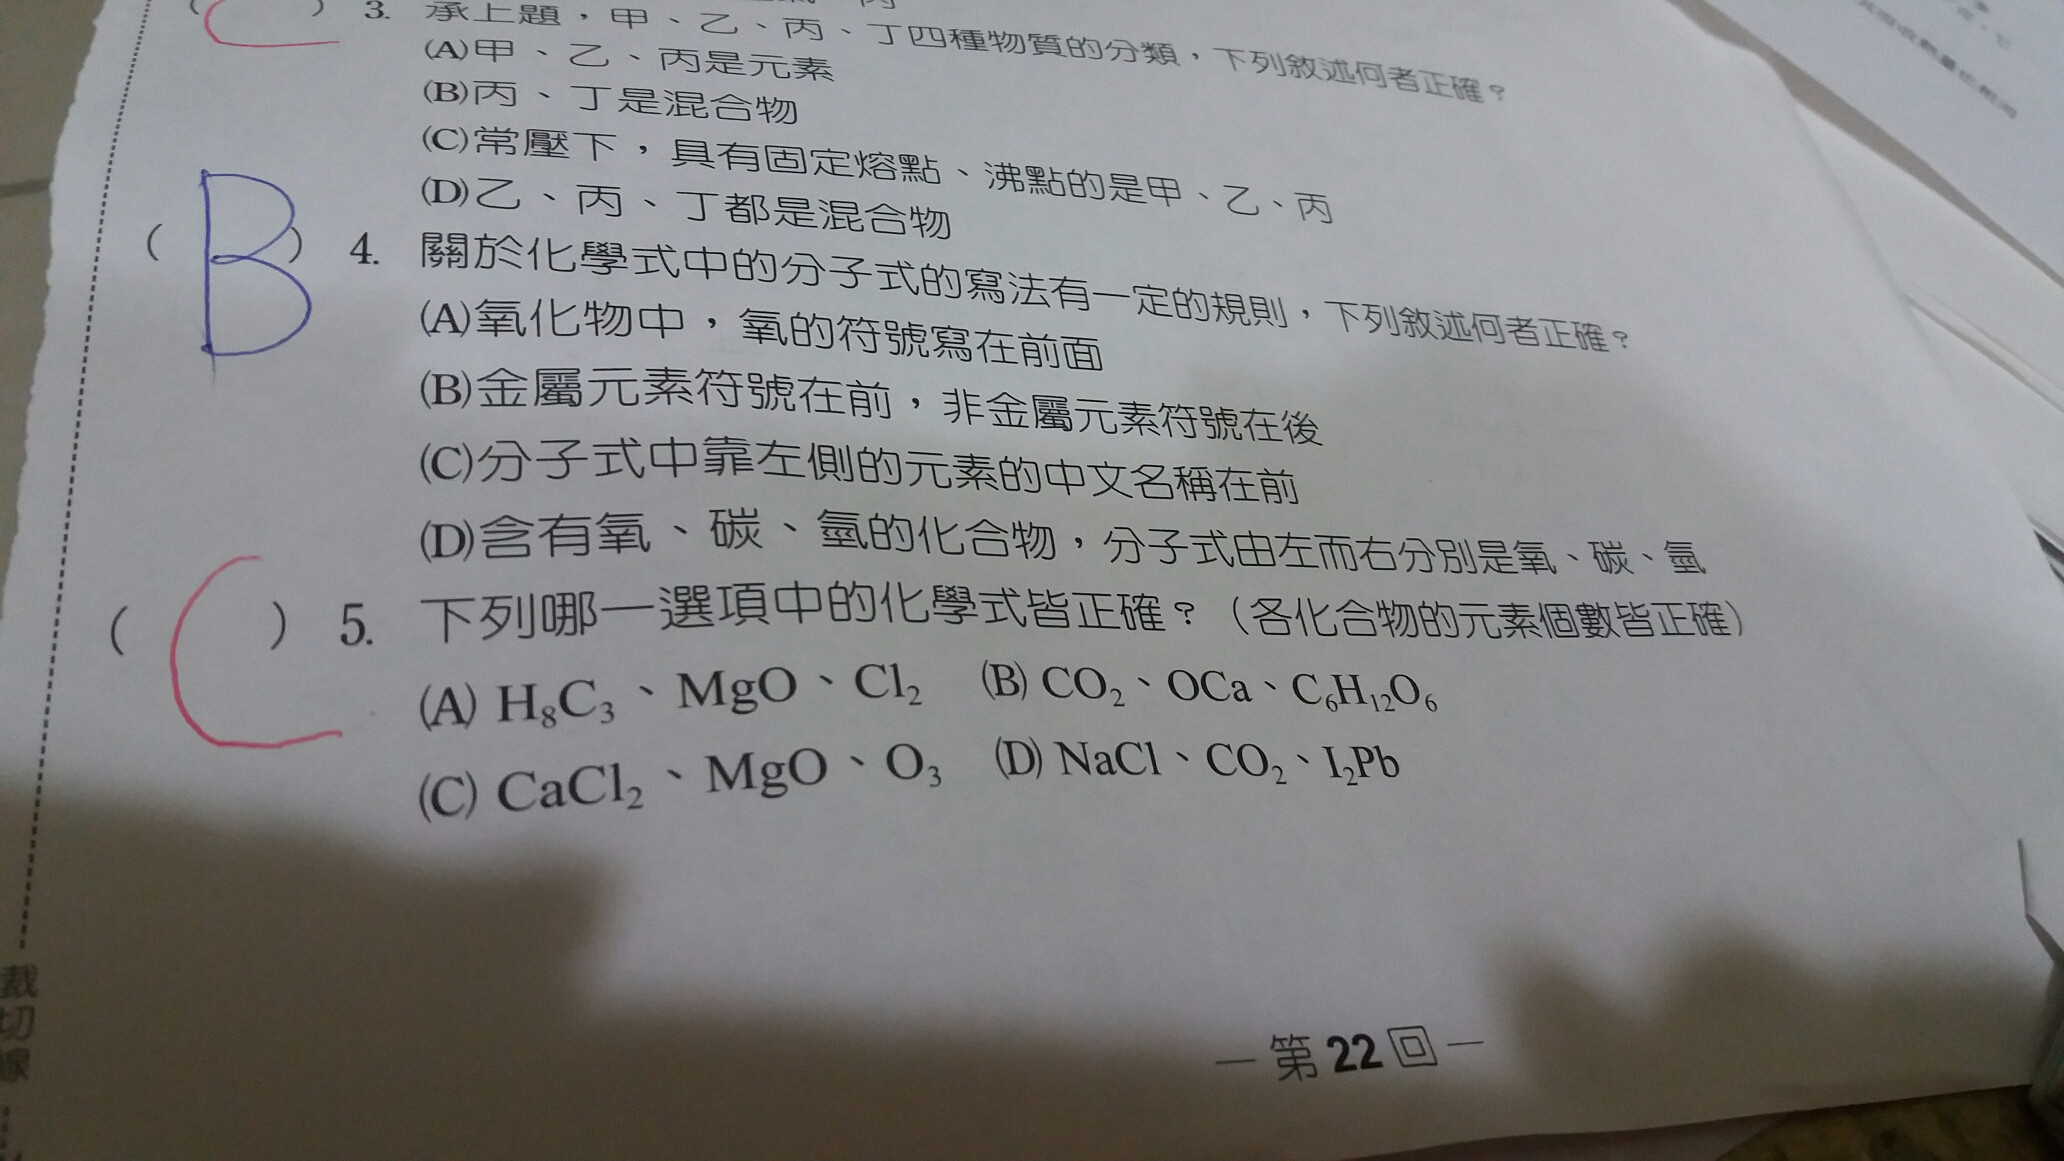 ( C ) 3. 承上題，甲、乙、丙、丁四種物質的分類，下列敘述何者正確？
(A)甲、乙、丙是元素
(B)丙、丁是混合物
(C)常壓下，具有固定熔點、沸點的是甲、乙、丙
(D)乙、丙、丁都是混合物
( B ) 4. 關於化學式中的分子式的寫法有一定的規則，下列敘述何者正確？
(A)氧化物中，氧的符號寫在前面
(B)金屬元素符號在前，非金屬元素符號在後
(C)分子式中靠左側的元素的中文名稱在前
(D)含有氧、碳、氫的化合物，分子式由左而右分別是氧、碳、氫
( C ) 5. 下列哪一選項中的化學式皆正確？（各化合物的元素個數皆正確）
(A) H₈C₃、MgO、Cl₂ (B) CO₂、OCa、C₆H₁₂O₆
(C) CaCl₂、MgO、O₃ (D) NaCl、CO₂、I₂Pb
裁切線
— 第 22 回 —